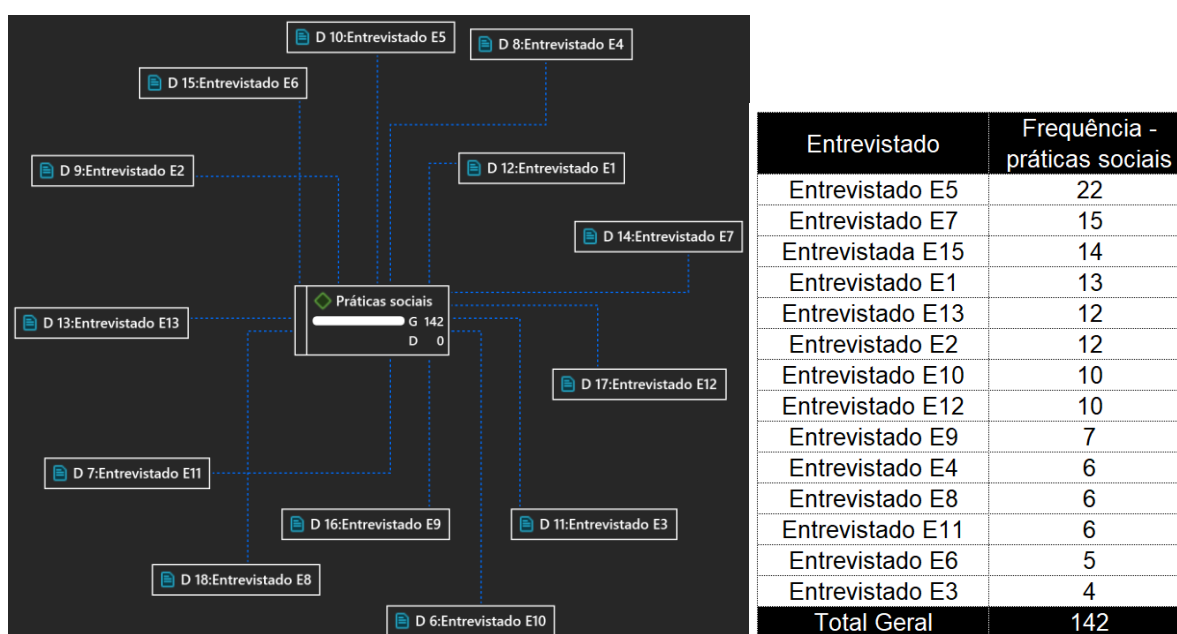 D 10:Entrevistado E5
D 8:Entrevistado E4
D 15:Entrevistado E6
D 9:Entrevistado E2
D 12:Entrevistado E1
D 14:Entrevistado E7
Práticas sociais
G 142
D 0
D 13:Entrevistado E13
D 17:Entrevistado E12
D 7:Entrevistado E11
D 16:Entrevistado E9
D 11:Entrevistado E3
D 18:Entrevistado E8
D 6:Entrevistado E10
Entrevistado Frequência -
práticas sociais
Entrevistado E5 22
Entrevistado E7 15
Entrevistada E15 14
Entrevistado E1 13
Entrevistado E13 12
Entrevistado E2 12
Entrevistado E10 10
Entrevistado E12 10
Entrevistado E9 7
Entrevistado E4 6
Entrevistado E8 6
Entrevistado E11 6
Entrevistado E6 5
Entrevistado E3 4
Total Geral 142